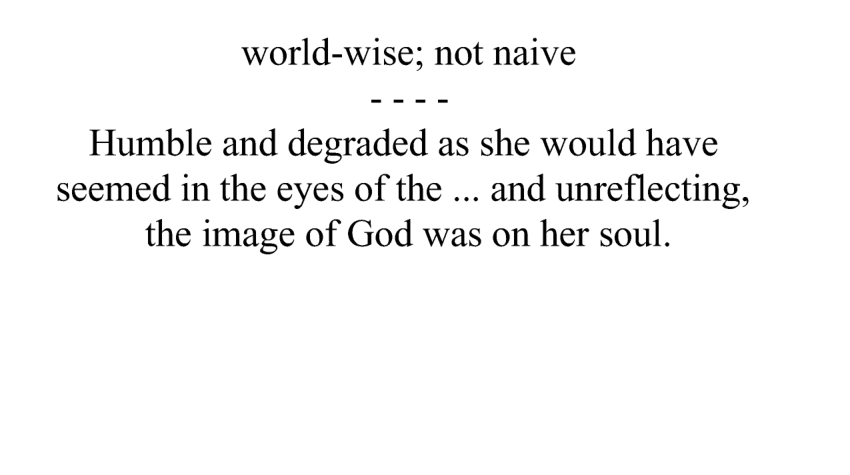 world-wise; not naive
- - - -
Humble and degraded as she would have
seemed in the eyes of the ... and unreflecting,
the image of God was on her soul.